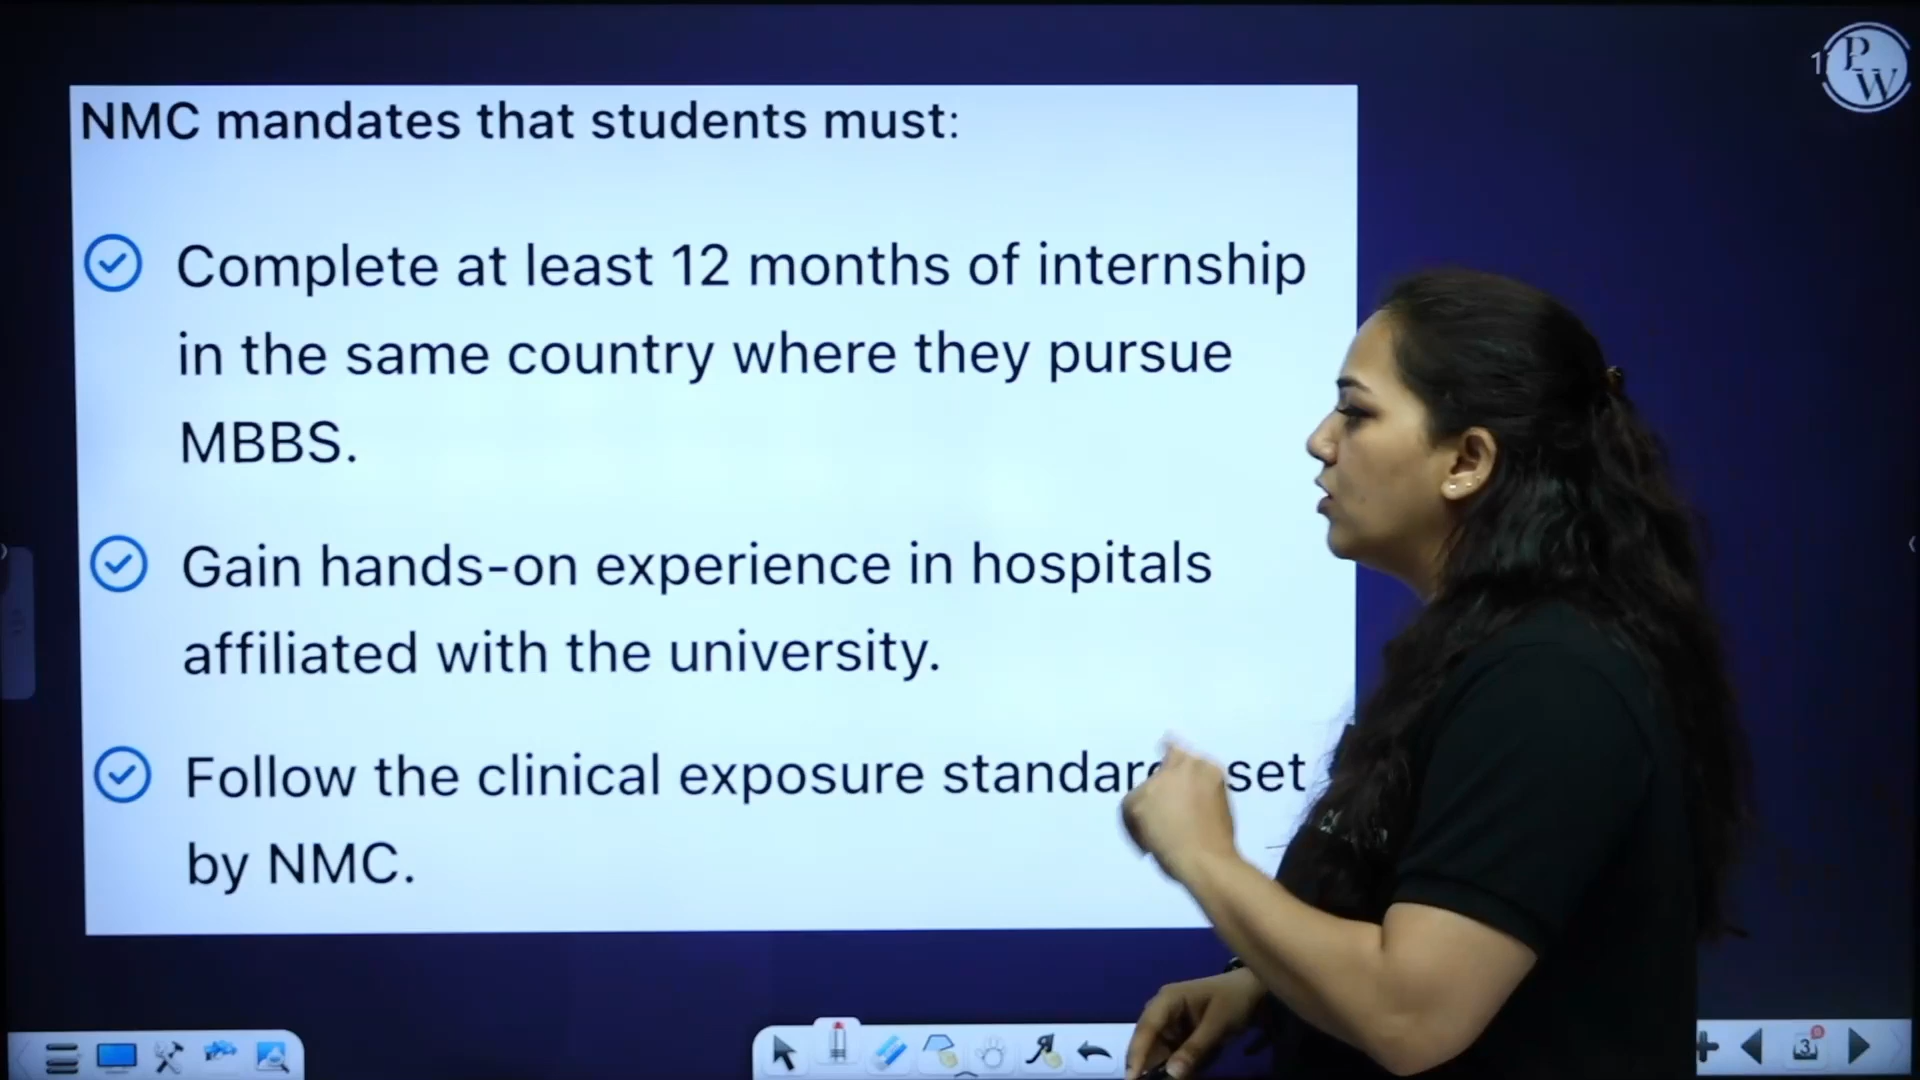 P
W
NMC mandates that students must:
Complete at least 12 months of internship
in the same country where they pursue
MBBS.
Gain hands-on experience in hospitals
affiliated with the university.
Follow the clinical exposure set
by NMC.
3